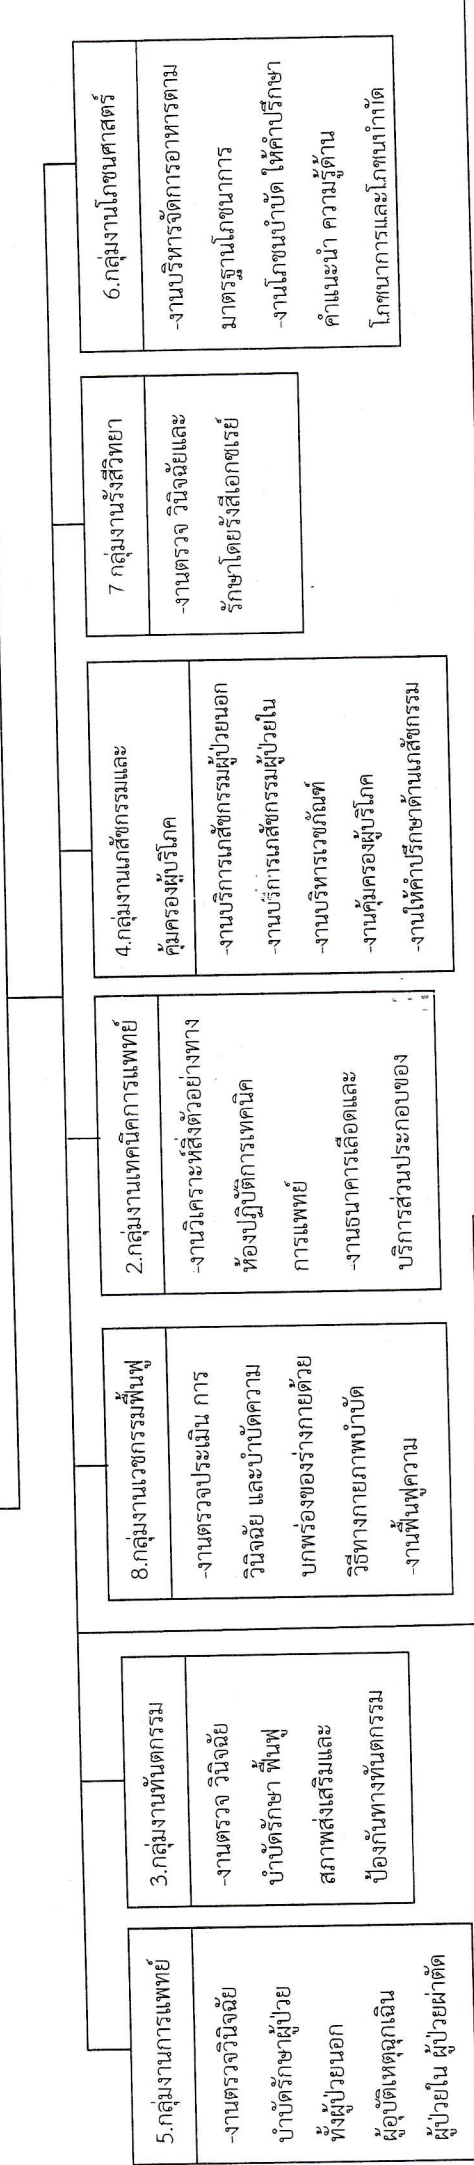 5.กลุ่มงานการแพทย์
-งานตรวจวินิจฉัย
บำบัดรักษาผู้ป่วย
ทั้งผู้ป่วยนอก
ผู้อุบัติเหตุฉุกเฉิน
ผู้ป่วยใน ผู้ป่วยผ่าตัด
3.กลุ่มงานทันตกรรม
-งานตรวจ วินิจฉัย
บำบัดรักษา ฟื้นฟู
สภาพส่งเสริมและ
ป้องกันทางทันตกรรม
8.กลุ่มงานเวชกรรมฟื้นฟู
-งานตรวจประเมิน การ
วินิจฉัย และบำบัดความ
บกพร่องของร่างกายด้วย
วิธีทางกายภาพบำบัด
-งานฟื้นฟูความ
2.กลุ่มงานเทคนิคการแพทย์
-งานวิเคราะห์สิ่งตัวอย่างทาง
ห้องปฏิบัติการเทคนิค
การแพทย์
-งานธนาคารเลือดและ
บริการส่วนประกอบของ
4.กลุ่มงานเภสัชกรรมและ
คุ้มครองผู้บริโภค
-งานบริการเภสัชกรรมผู้ป่วยนอก
-งานบริการเภสัชกรรมผู้ป่วยใน
-งานบริหารเวชภัณฑ์
-งานคุ้มครองผู้บริโภค
-งานให้คำปรึกษาด้านเภสัชกรรม
7 กลุ่มงานรังสีวิทยา
-งานตรวจ วินิจฉัยและ
รักษาโดยรังสีเอกซเรย์
6.กลุ่มงานโภชนศาสตร์
-งานบริหารจัดการอาหารตาม
มาตรฐานโภชนาการ
-งานโภชนบำบัด ให้คำปรึกษา
คำแนะนำ ความรู้ด้าน
โภชนาการและโภชนบำบัด